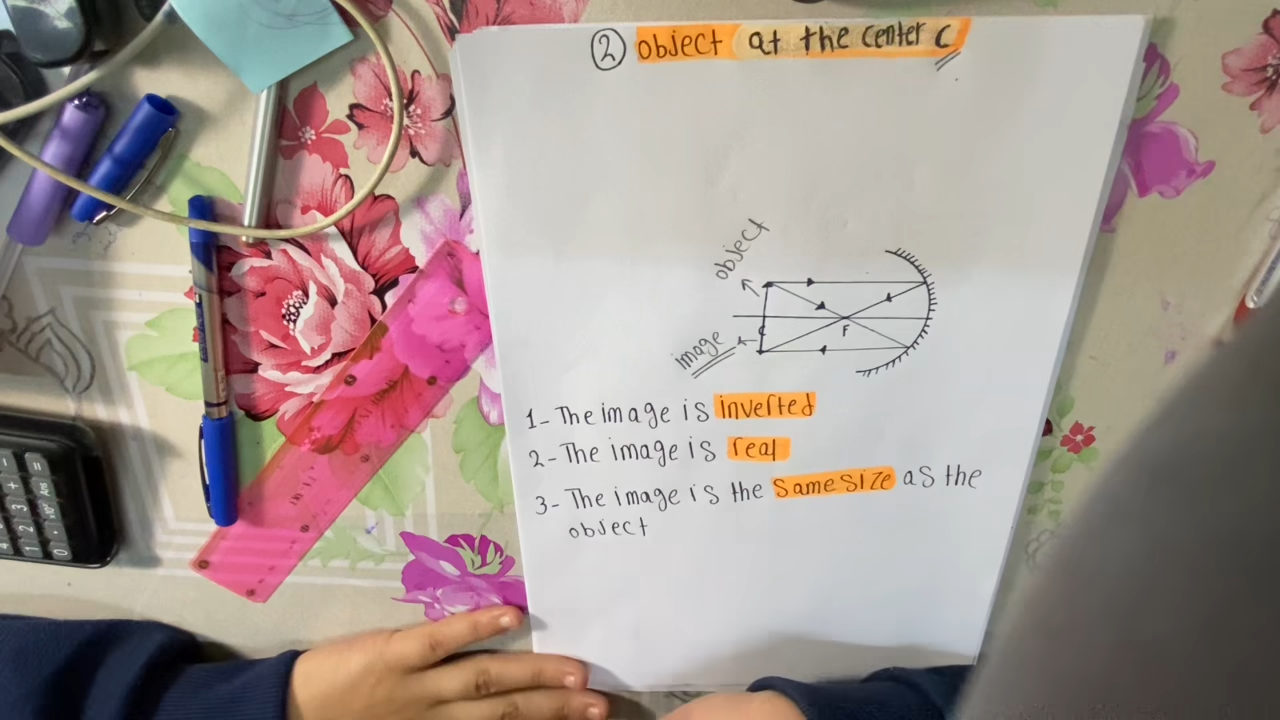 ② object at the center C
object
image
C
F
1- The image is inverted
2- The image is real
3- The image is the same size as the
object